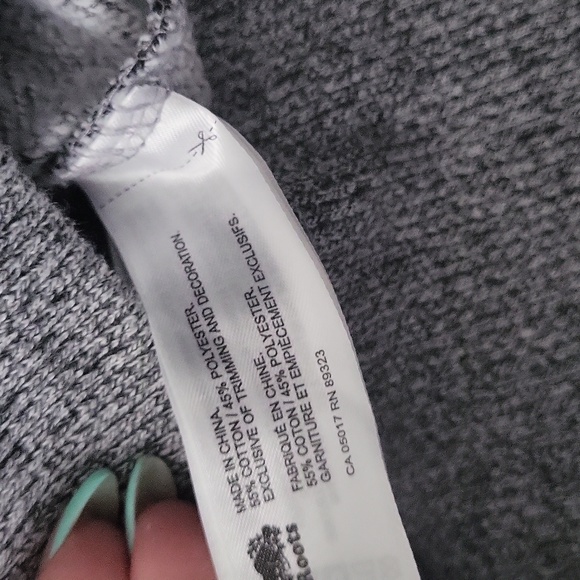 MADE IN CHINA.
55% COTTON / 45% POLYESTER.
EXCLUSIVE OF TRIMMING AND DECORATION.
FABRIQUÉ EN CHINE.
55% COTON / 45% POLYESTER.
GARNITURE ET EMPIÈCEMENT EXCLUSIFS.
CA 05017 RN 89323
Roots